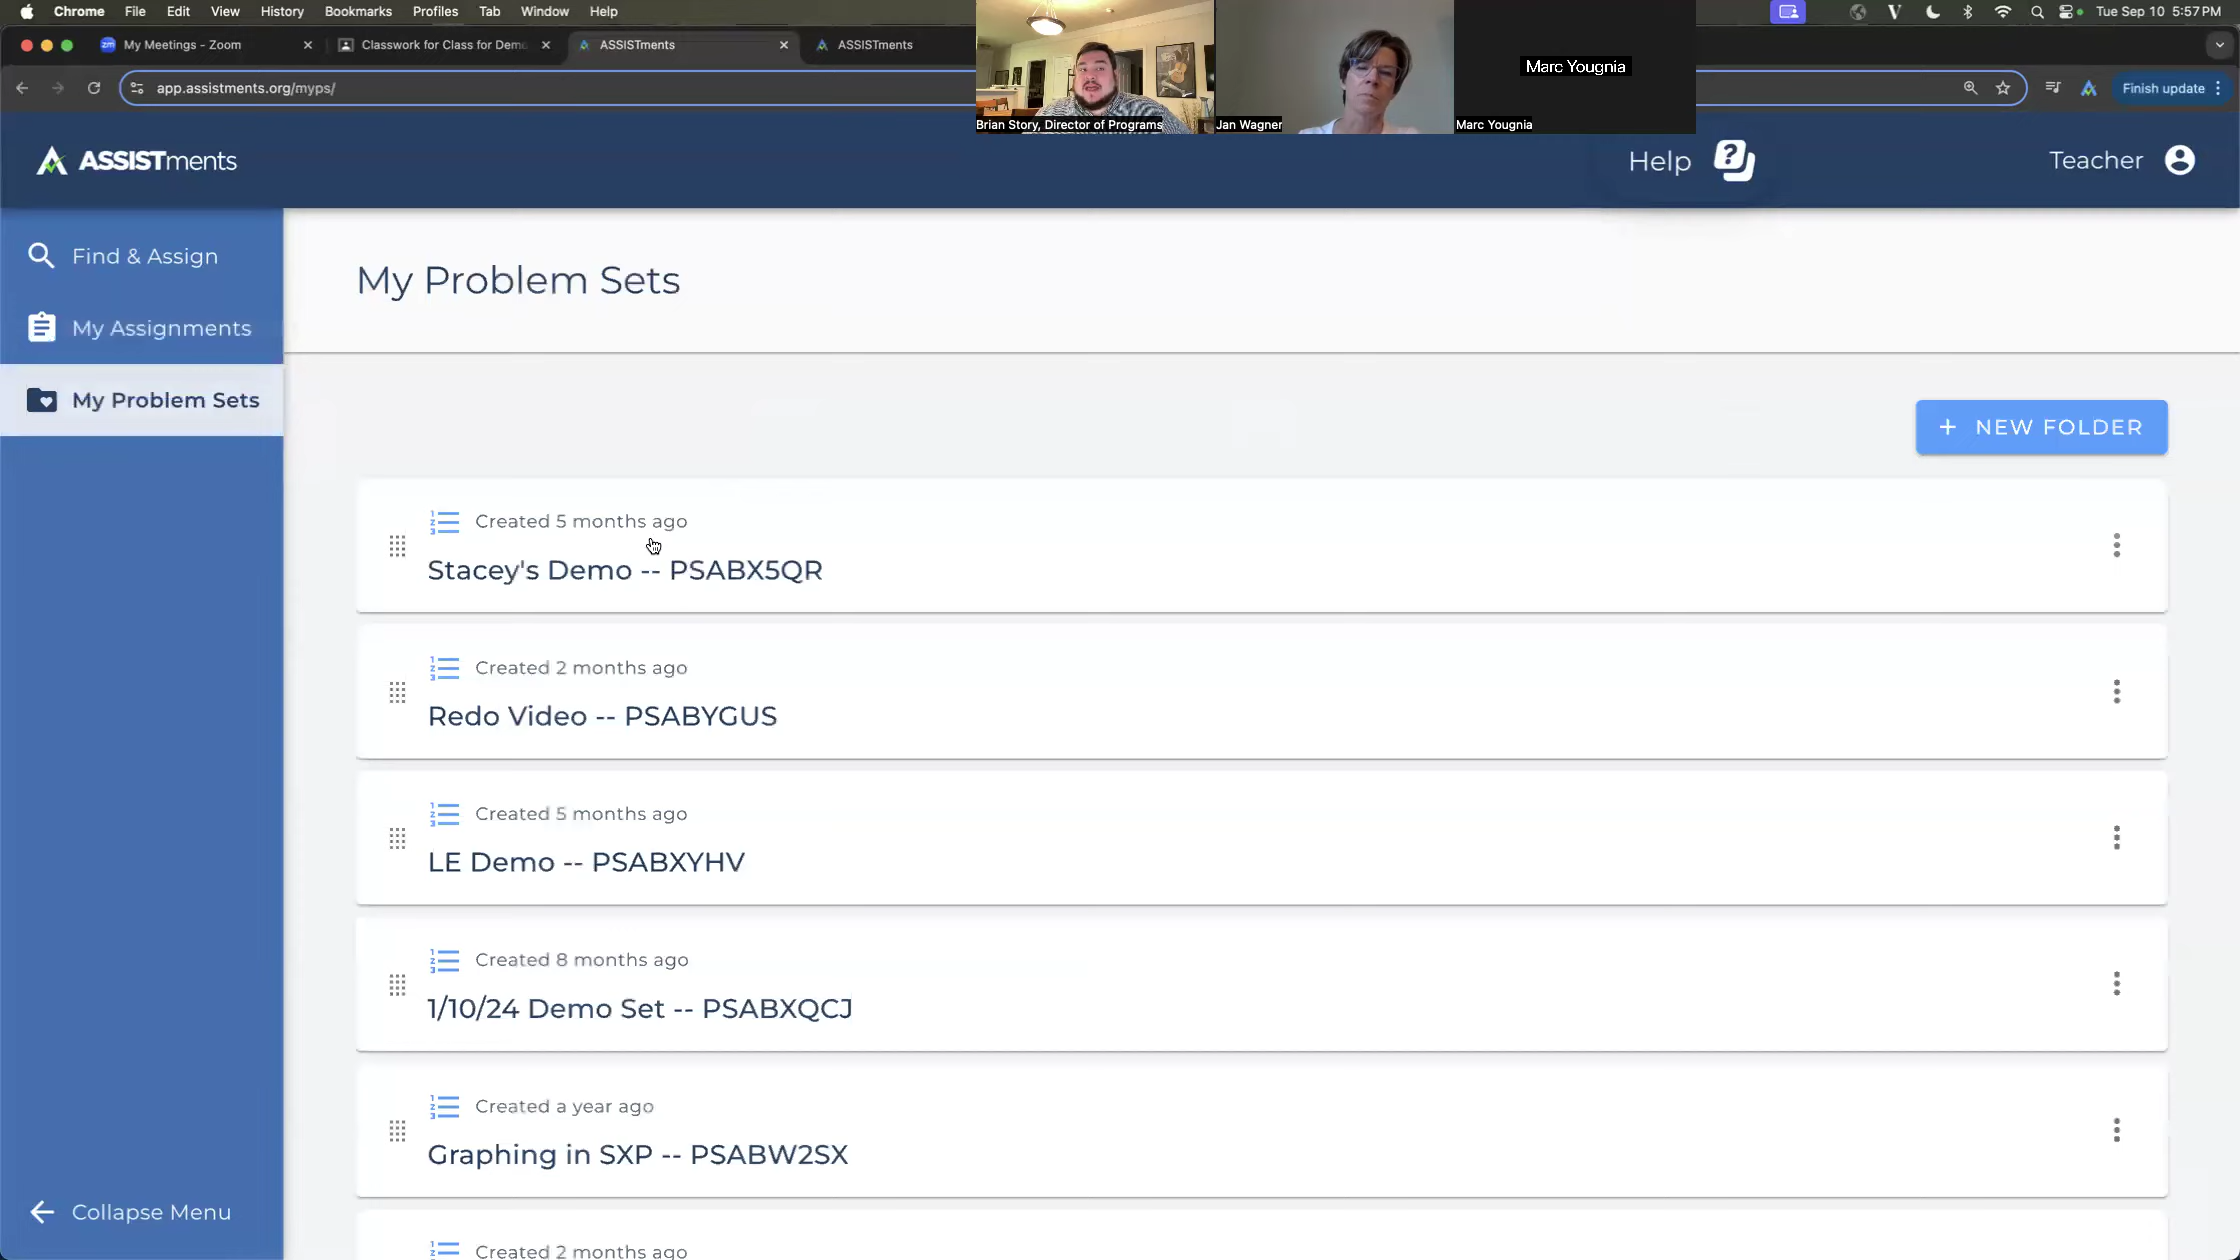 Chrome File Edit View History Bookmarks Profiles Tab Window Help
V Tue Sep 10 5:57PM
zm My Meetings - Zoom
Classwork for Class for Demo
ASSISTments
ASSISTments
app.assistments.org/myps/
Finish update
Brian Story, Director of Programs
Jan Wagner
Marc Yougnia
Marc Yougnia
ASSISTments
Help
Teacher
Find & Assign
My Assignments
My Problem Sets
Collapse Menu
My Problem Sets
+ NEW FOLDER
Created 5 months ago
Stacey's Demo -- PSABX5QR
Created 2 months ago
Redo Video -- PSABYGUS
Created 5 months ago
LE Demo -- PSABXYHV
Created 8 months ago
1/10/24 Demo Set -- PSABXQCJ
Created a year ago
Graphing in SXP -- PSABW2SX
Created 2 months ago